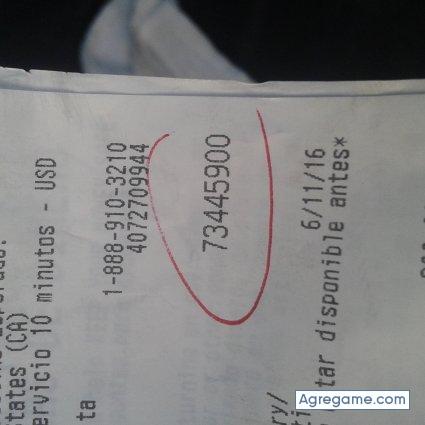 tates (CA)
ervicio 10 minutos - USD
ta
1-888-910-3210
4072709944
73445900
ry/
6/11/16
tar disponible antes*
Agregame.com